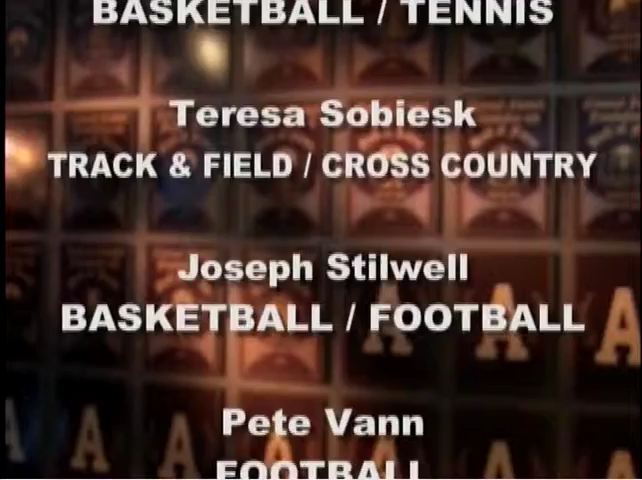 BASKETBALL / TENNIS
Teresa Sobiesk
TRACK & FIELD / CROSS COUNTRY
Joseph Stilwell
BASKETBALL / FOOTBALL
A A A
Pete Vann
A A A A A A
FOOTBALL